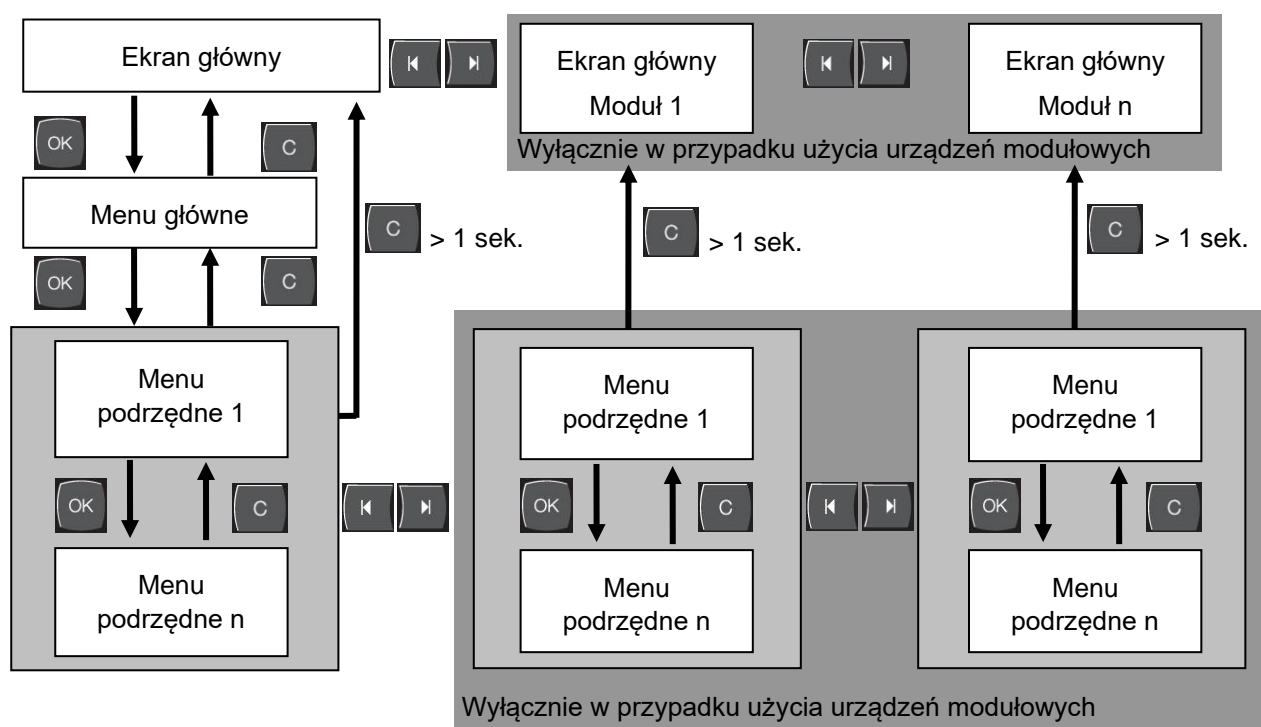 Ekran główny
Ekran główny
Moduł 1
Ekran główny
Moduł n
Wyłącznie w przypadku użycia urządzeń modułowych
OK
C
Menu główne
C
> 1 sek.
C
> 1 sek.
C
> 1 sek.
OK
C
Menu
podrzędne 1
OK
C
Menu
podrzędne n
Menu
podrzędne 1
OK
C
Menu
podrzędne n
Menu
podrzędne 1
OK
C
Menu
podrzędne n
Wyłącznie w przypadku użycia urządzeń modułowych